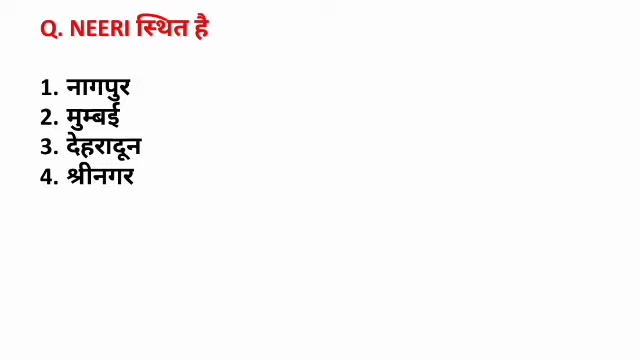 Q. NEERI स्थित है
1. नागपुर
2. मुम्बई
3. देहरादून
4. श्रीनगर